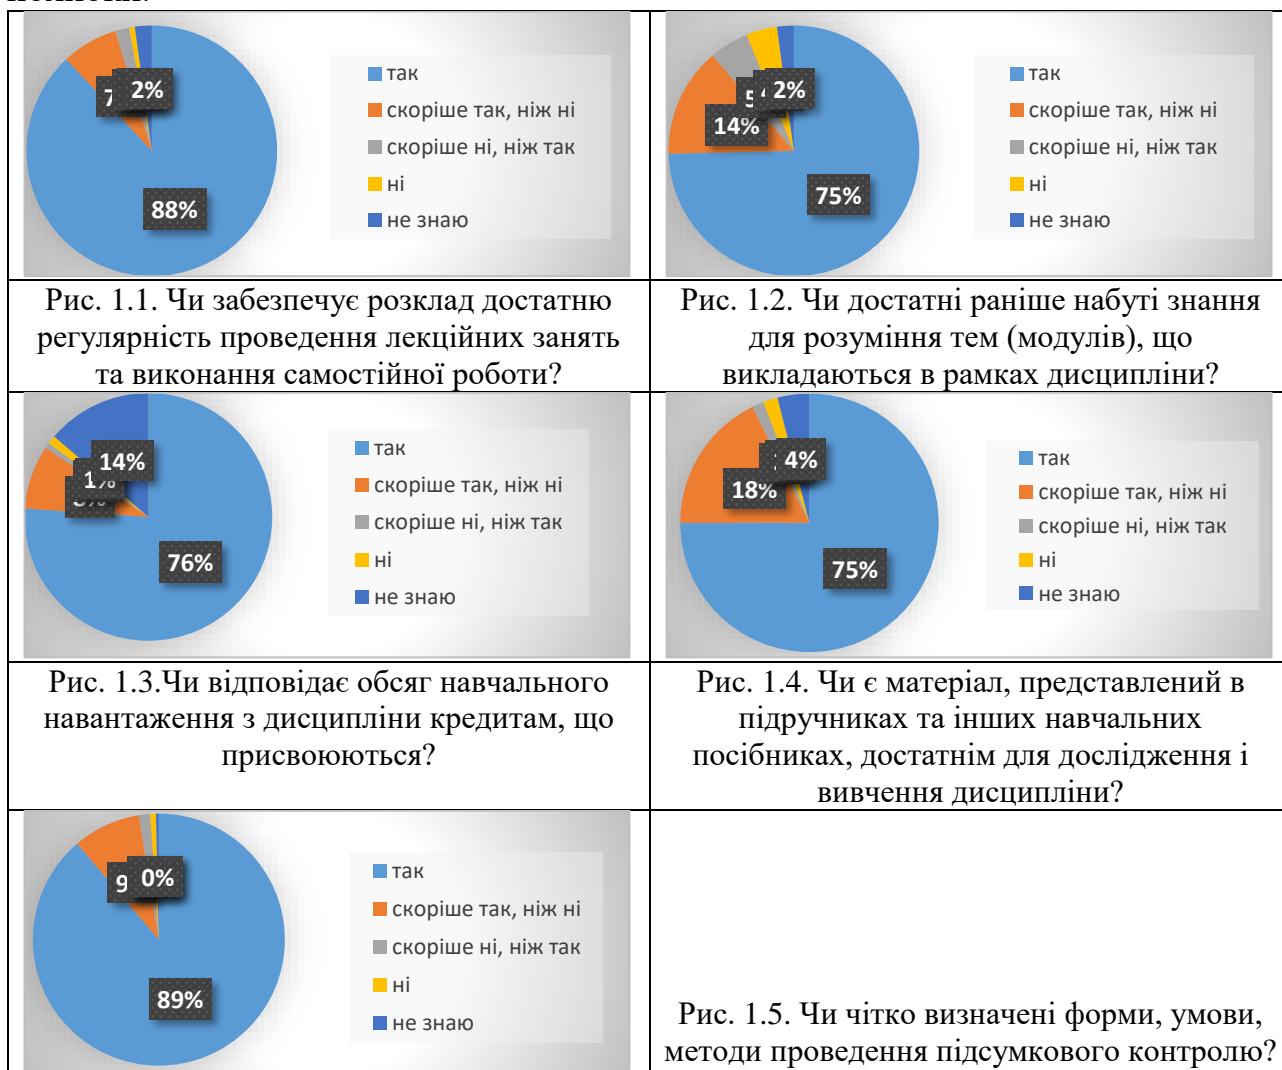 2%
7
88%
так
скоріше так, ніж ні
скоріше ні, ніж так
ні
не знаю
5
2%
14%
75%
так
скоріше так, ніж ні
скоріше ні, ніж так
ні
не знаю
Рис. 1.1. Чи забезпечує розклад достатню
регулярність проведення лекційних занять
та виконання самостійної роботи?
Рис. 1.2. Чи достатні раніше набуті знання
для розуміння тем (модулів), що
викладаються в рамках дисципліни?
14%
1%
76%
так
скоріше так, ніж ні
скоріше ні, ніж так
ні
не знаю
4%
18%
75%
так
скоріше так, ніж ні
скоріше ні, ніж так
ні
не знаю
Рис. 1.3.Чи відповідає обсяг навчального
навантаження з дисципліни кредитам, що
присвоюються?
Рис. 1.4. Чи є матеріал, представлений в
підручниках та інших навчальних
посібниках, достатнім для дослідження і
вивчення дисципліни?
9
0%
89%
так
скоріше так, ніж ні
скоріше ні, ніж так
ні
не знаю
Рис. 1.5. Чи чітко визначені форми, умови,
методи проведення підсумкового контролю?